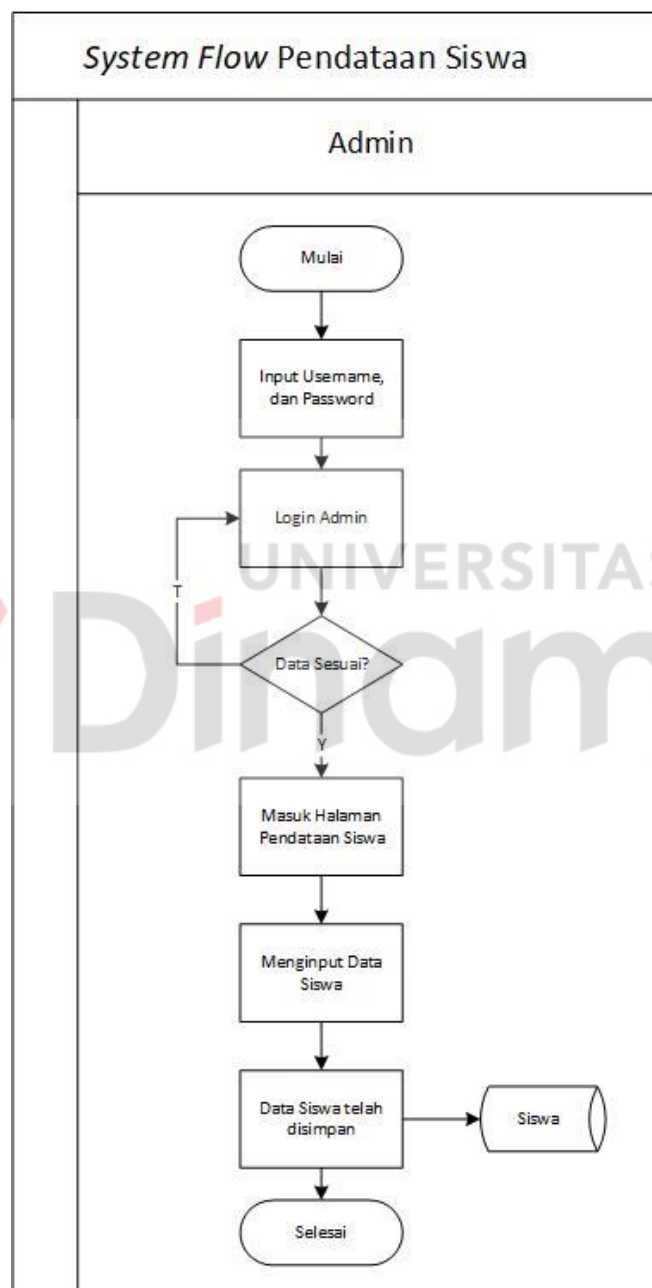 System Flow Pendataan Siswa
Admin
Mulai
Input Username,
dan Password
Login Admin
UNIVERSITAS
T
Dinam
Data Sesuai?
Y
Masuk Halaman
Pendataan Siswa
Menginput Data
Siswa
Data Siswa telah
disimpan
Siswa
Selesai